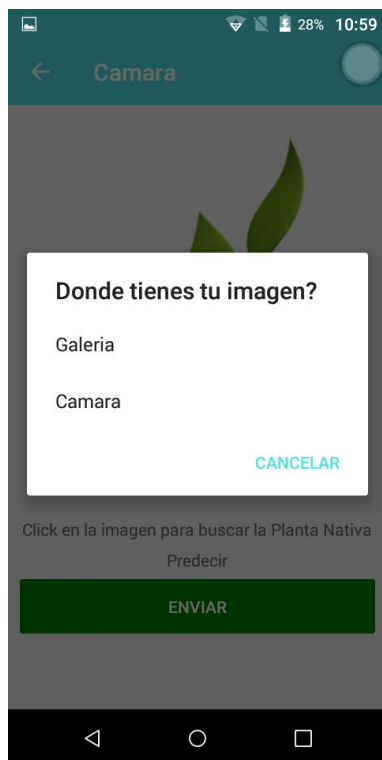 28% 10:59
Camara
Donde tienes tu imagen?
Galeria
Camara
CANCELAR
Click en la imagen para buscar la Planta Nativa
Predecir
ENVIAR